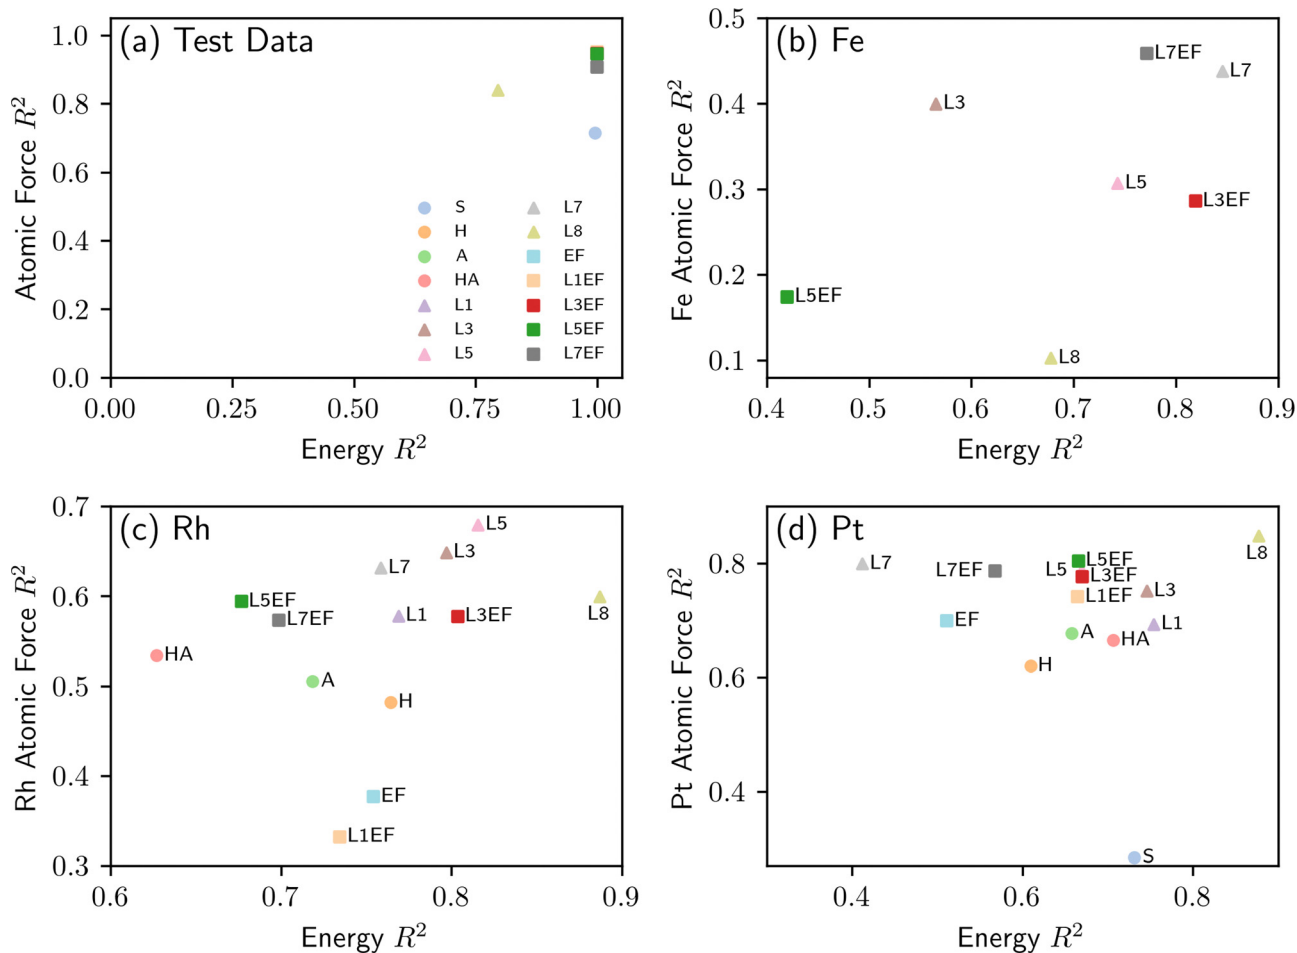 (a) Test Data
Atomic Force R²
1.0
0.8
0.6
0.4
0.2
0.0
S
H
A
HA
L1
L3
L5
L7
L8
EF
L1EF
L3EF
L5EF
L7EF
0.00 0.25 0.50 0.75 1.00
Energy R²
(b) Fe
Fe Atomic Force R²
0.5
0.4
0.3
0.2
0.1
L7EF
L7
L3
L5
L3EF
L5EF
L8
0.4 0.5 0.6 0.7 0.8 0.9
Energy R²
(c) Rh
Rh Atomic Force R²
0.7
0.6
0.5
0.4
0.3
L5
L3
L7
L5EF
L8
L7EF
L1
L3EF
HA
A
H
EF
L1EF
0.6 0.7 0.8 0.9
Energy R²
(d) Pt
Pt Atomic Force R²
0.8
0.6
0.4
L8
L7
L7EF
L5
L5EF
L3EF
L1EF
L3
EF
A
L1
HA
H
S
0.4 0.6 0.8
Energy R²